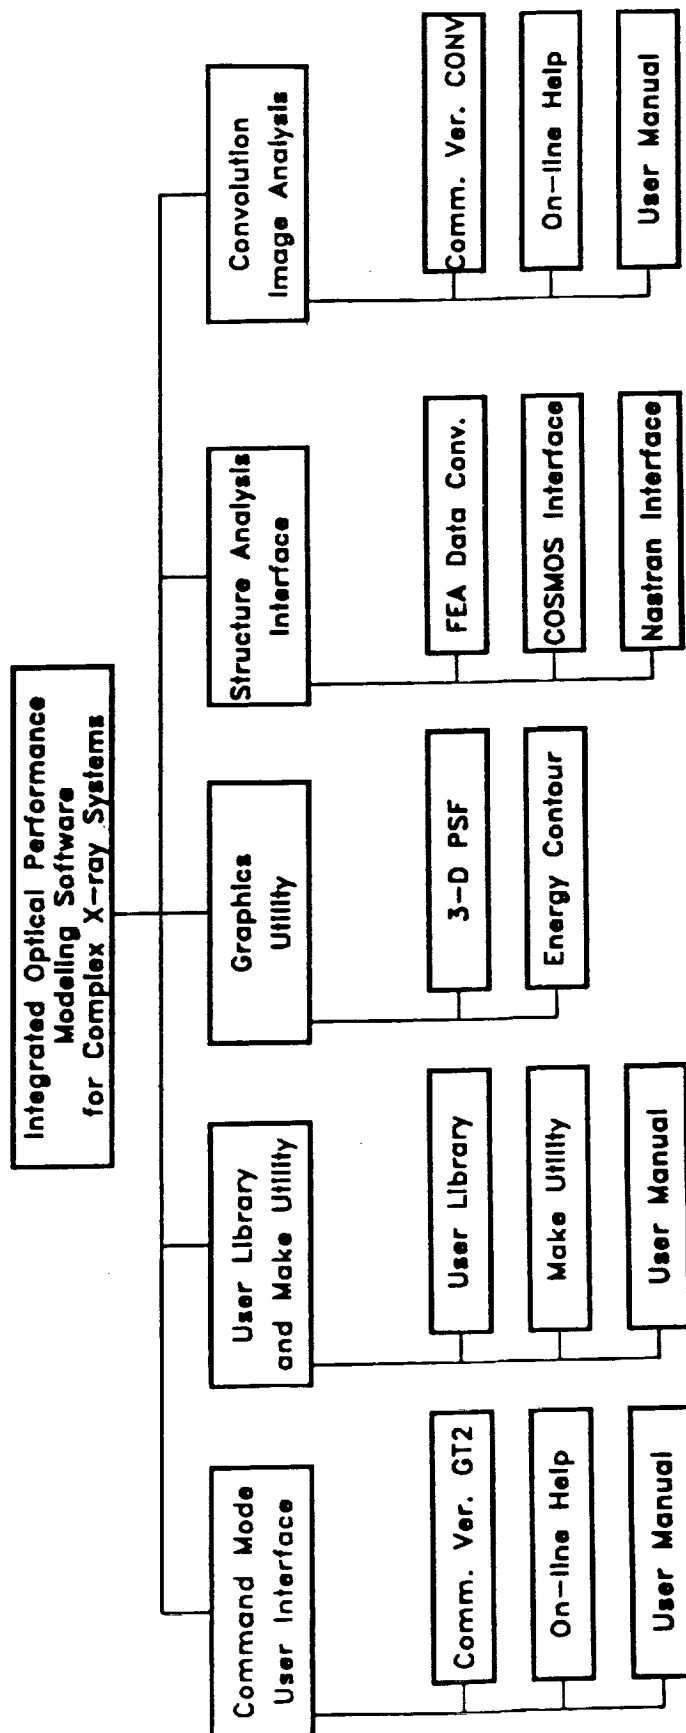 Integrated Optical Performance
Modeling Software
for Complex X-ray Systems
Command Mode
User Interface
Comm. Ver. GT2
On-line Help
User Manual
User Library
and Make Utility
User Library
Make Utility
User Manual
Graphics
Utility
3-D PSF
Energy Contour
Structure Analysis
Interface
FEA Data Conv.
COSMOS Interface
Nastran Interface
Convolution
Image Analysis
Comm. Ver. CONV
On-line Help
User Manual